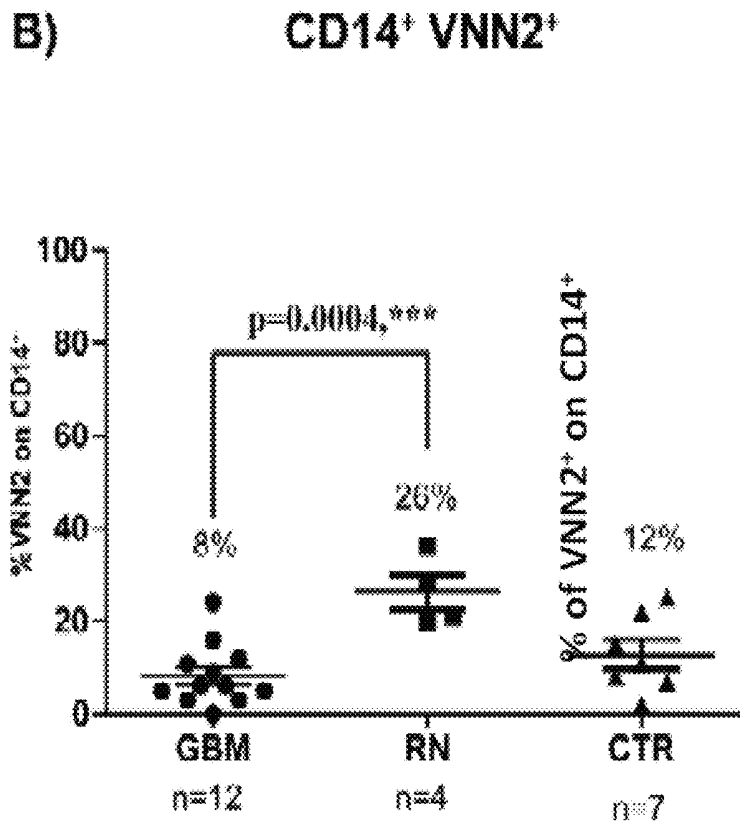 B) CD14⁺ VNN2⁺
100
80
60
40
20
0
% VNN2 on CD14⁺
p=0.0004,***
8%
26%
12%
% of VNN2⁺ on CD14⁺
GBM RN CTR
n=12 n=4 n=7